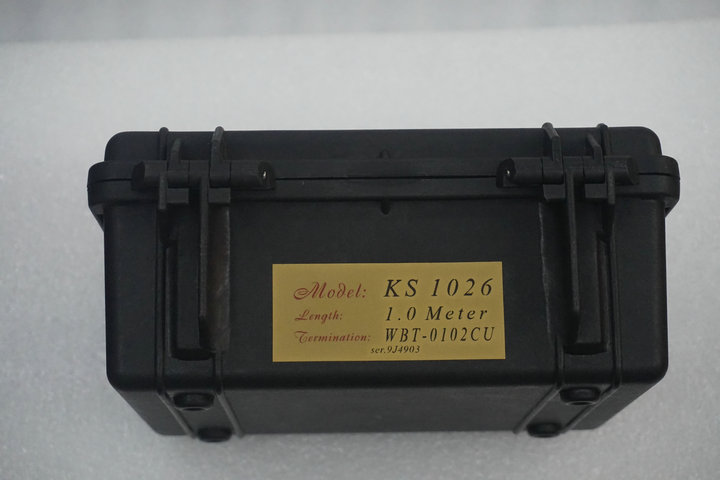 Model: KS 1026
Length: 1.0 Meter
Termination: WBT-0102CU
ser.9J4903